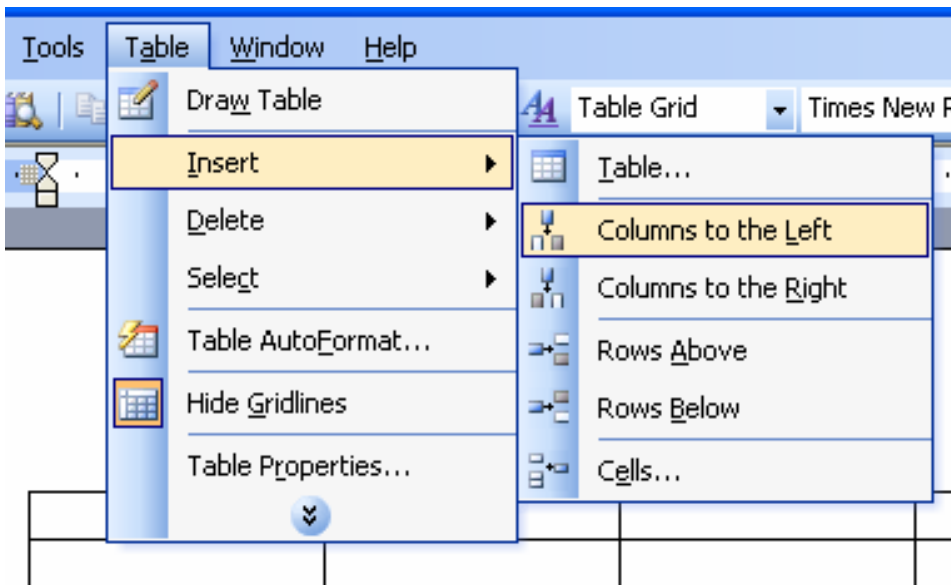 Tools Table Window Help
Draw Table
Table Grid Times New R
Insert
Table...
Delete
Columns to the Left
Select
Columns to the Right
Table AutoFormat...
Rows Above
Hide Gridlines
Rows Below
Table Properties...
Cells...